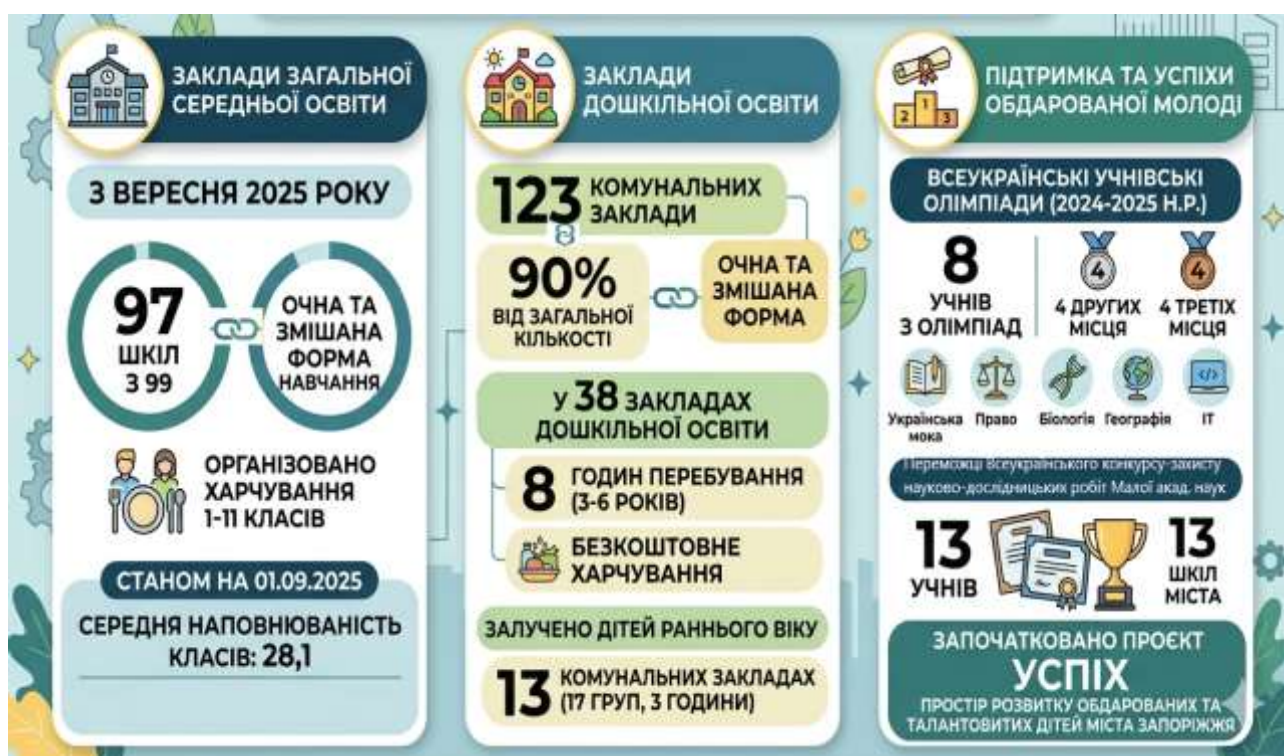 ЗАКЛАДИ ЗАГАЛЬНОЇ
СЕРЕДНЬОЇ ОСВІТИ
З ВЕРЕСНЯ 2025 РОКУ
97
ШКІЛ
З 99
ОЧНА ТА
ЗМІШАНА
ФОРМА
НАВЧАННЯ
ОРГАНІЗОВАНО
ХАРЧУВАННЯ
1-11 КЛАСІВ
СТАНОМ НА 01.09.2025
СЕРЕДНЯ НАПОВНЮВАНІСТЬ
КЛАСІВ: 28,1
ЗАКЛАДИ
ДОШКІЛЬНОЇ ОСВІТИ
123 КОМУНАЛЬНИХ
ЗАКЛАДИ
90%
ВІД ЗАГАЛЬНОЇ
КІЛЬКОСТІ
ОЧНА ТА
ЗМІШАНА
ФОРМА
У 38 ЗАКЛАДАХ
ДОШКІЛЬНОЇ ОСВІТИ
8 ГОДИН ПЕРЕБУВАННЯ
(3-6 РОКІВ)
БЕЗКОШТОВНЕ
ХАРЧУВАННЯ
ЗАЛУЧЕНО ДІТЕЙ РАННЬОГО ВІКУ
13 КОМУНАЛЬНИХ ЗАКЛАДАХ
(17 ГРУП, 3 ГОДИНИ)
ПІДТРИМКА ТА УСПІХИ
ОБДАРОВАНОЇ МОЛОДІ
1
2 3
ВСЕУКРАЇНСЬКІ УЧНІВСЬКІ
ОЛІМПІАДИ (2024-2025 Н.Р.)
8
УЧНІВ
З ОЛІМПІАД
4
4 ДРУГИХ
МІСЦЯ
4
4 ТРЕТІХ
МІСЦЯ
</>
Українська
мока
Право
Біологія
Географія
ІТ
Переможці Всеукраїнського конкурсу-захисту
науково-дослідницьких робіт Малої акад. наук
13
УЧНІВ
13
ШКІЛ
МІСТА
ЗАПОЧАТКОВАНО ПРОЄКТ
УСПІХ
ПРОСТІР РОЗВИТКУ ОБДАРОВАНИХ ТА
ТАЛАНТОВИТИХ ДІТЕЙ МІСТА ЗАПОРІЖЖЯ